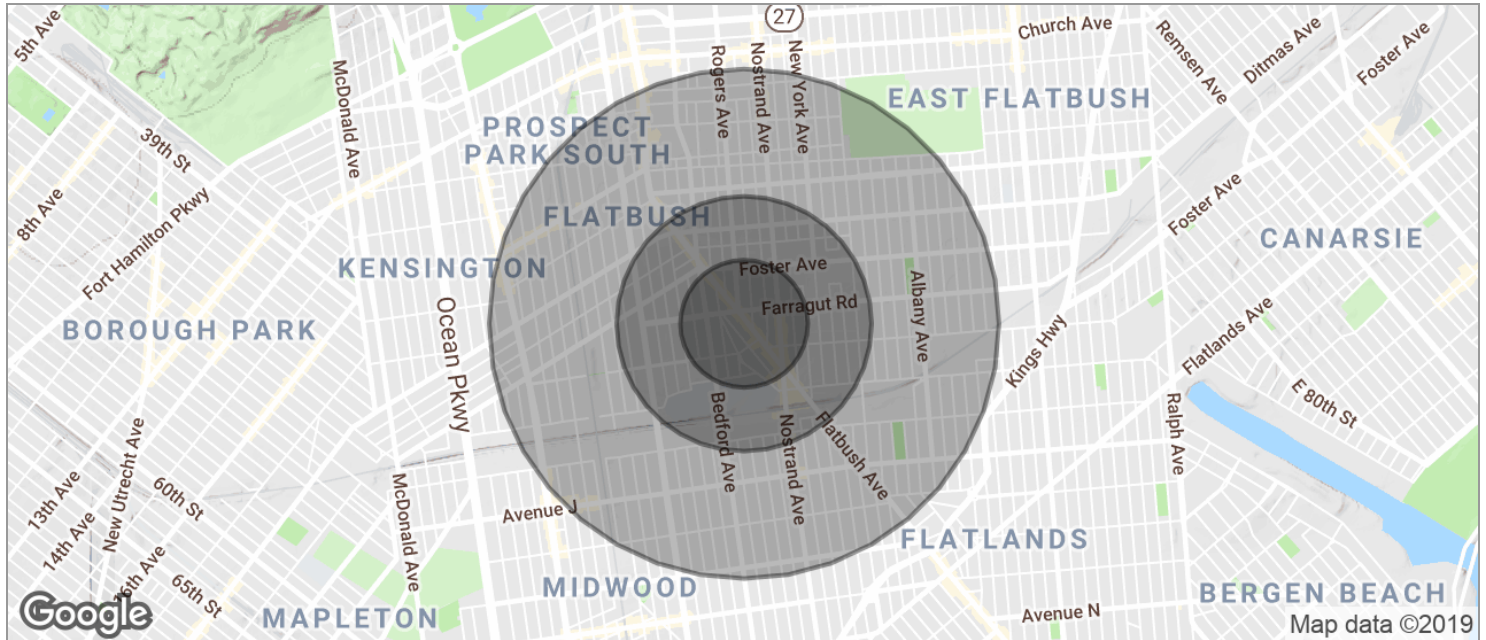 27
5th Ave
Church Ave
Remsen Ave
Ditmas Ave
Foster Ave
McDonald Ave
Rogers Ave
Nostrand Ave
New York Ave
EAST FLATBUSH
39th St
PROSPECT
PARK SOUTH
8th Ave
Fort Hamilton Pkwy
FLATBUSH
Foster Ave
CANARSIE
KENSINGTON
Foster Ave
Farragut Rd
Albany Ave
BOROUGH PARK
Ocean Pkwy
Kings Hwy
Flatlands Ave
E 80th St
Bedford Ave
Nostrand Ave
Flatbush Ave
Ralph Ave
New Utrecht Ave
13th Ave
60th St
McDonald Ave
Avenue J
14th Ave
16th Ave
65th St
FLATLANDS
MIDWOOD
BERGEN BEACH
MAPLETON
Avenue N
Google
Map data ©2019